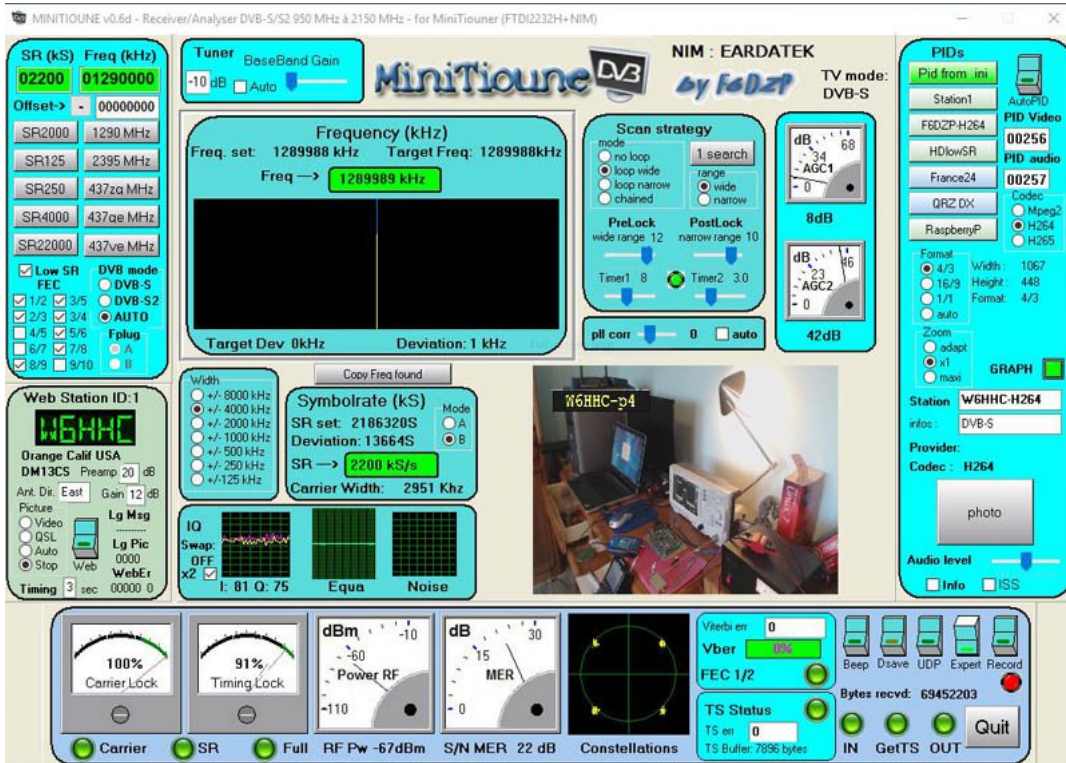 MINITIOUNE v0.6d - Receiver/Analyser DVB-S/S2 950 MHz à 2150 MHz - for MiniTiouner (FTDI2232H+NIM)
SR (kS) Freq (kHz)
02200 01290000
Offset-> - 00000000
SR2000 1290 MHz
SR125 2395 MHz
SR250 437zq MHz
SR4000 437qe MHz
SR22000 437ve MHz
Low SR
FEC
1/2 3/5
2/3 3/4
4/5 5/6
6/7 7/8
8/9 9/10
DVB mode
DVB-S
DVB-S2
AUTO
Fplug
A
B
Tuner
BaseBand Gain
-10 dB Auto
MiniTioune DVB
NIM : EARDATEK
by F6DZP
TV mode:
DVB-S
Frequency (kHz)
Freq. set: 1289988 kHz Target Freq: 1289988kHz
Freq --> 1289989 kHz
Target Dev 0kHz Deviation: 1 kHz
Scan strategy
mode
no loop
loop wide
loop narrow
chained
1 search
range
wide
narrow
PreLock PostLock
wide range 12 narrow range 10
Timer1 8 Timer2 3.0
pll corr 0 auto
dB 34 68
AGC1
0
8dB
dB 23 46
AGC2
0
42dB
PIDs
Pid from .ini
Station1
F6DZP-H264
HDlowSR
France24
QRZ DX
RaspberryP
AutoPID
PID Video
00256
PID audio
00257
Codec
Mpeg2
H264
H265
Format
4/3
16/9
1/1
auto
Width : 1067
Height : 448
Format: 4/3
Zoom
adapt
x1
maxi
GRAPH
Station W6HHC-H264
infos : DVB-S
Provider:
Codec : H264
photo
Audio level
Info ISS
Web Station ID:1
W6HHC
Orange Calif USA
DM13CS Preamp 20 dB
Ant. Dir. East Gain 12 dB
Picture
Video
QSL
Auto
Stop
Web
Lg Msg
Lg Pic
0000
WebEr
Timing 3 sec 00000 0
Width
+/- 8000 kHz
+/- 4000 kHz
+/- 2000 kHz
+/- 1000 kHz
+/- 500 kHz
+/- 250 kHz
+/-125 kHz
Copy Freq found
Symbolrate (kS)
SR set: 2186320S
Deviation: 13664S
SR --> 2200 kS/s
Carrier Width: 2951 Khz
Mode
A
B
IQ
Swap:
OFF
x2
I: 81 Q: 75 Equa Noise
W6HHC-p4
100%
Carrier Lock
91%
Timing Lock
dBm -10
-60
Power RF
-110
dB 30
15
MER
0
Carrier SR Full RF Pw -67dBm S/N MER 22 dB Constellations
Viterbi err 0
Vber 0%
FEC 1/2
TS Status
TS err 0
TS Buffer: 7896 bytes
Beep Dsave UDP Expert Record
Bytes recvd: 69452203
IN GetTS OUT
Quit